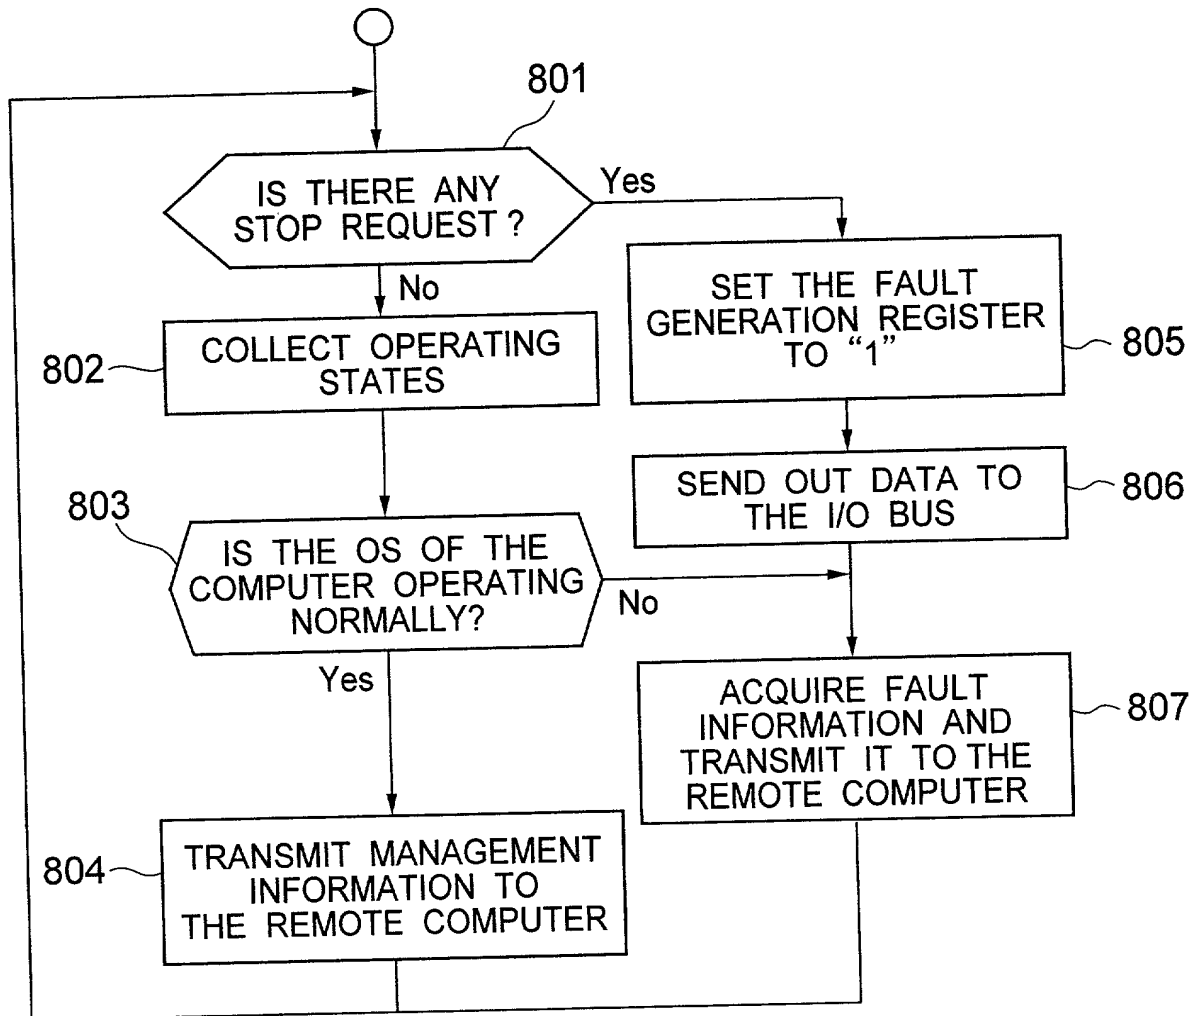 801
IS THERE ANY
STOP REQUEST ?
Yes
No
SET THE FAULT
GENERATION REGISTER
TO “1”
805
802
COLLECT OPERATING
STATES
SEND OUT DATA TO
THE I/O BUS
806
803
IS THE OS OF THE
COMPUTER OPERATING
NORMALLY?
No
Yes
ACQUIRE FAULT
INFORMATION AND
TRANSMIT IT TO THE
REMOTE COMPUTER
807
804
TRANSMIT MANAGEMENT
INFORMATION TO
THE REMOTE COMPUTER